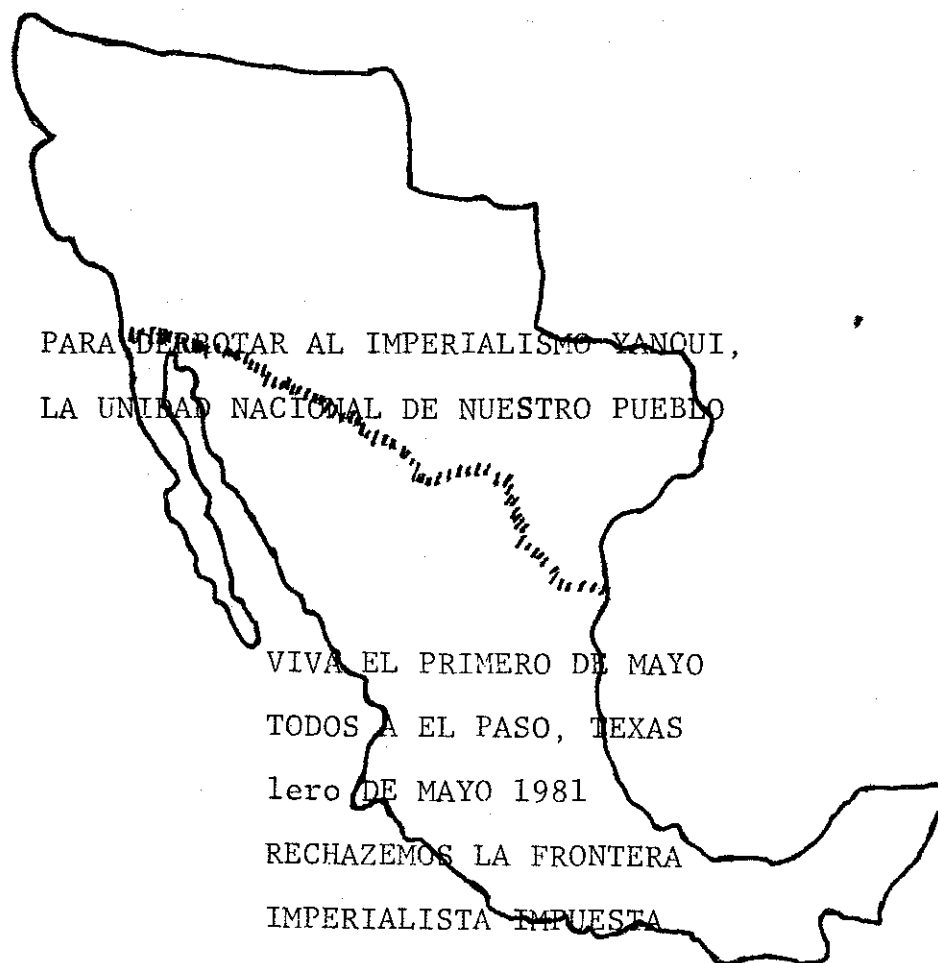 PARA DERROTAR AL IMPERIALISMO YANQUI,
LA UNIDAD NACIONAL DE NUESTRO PUEBLO
VIVA EL PRIMERO DE MAYO
TODOS A EL PASO, TEXAS
1ero DE MAYO 1981
RECHAZEMOS LA FRONTERA
IMPERIALISTA IMPUESTA